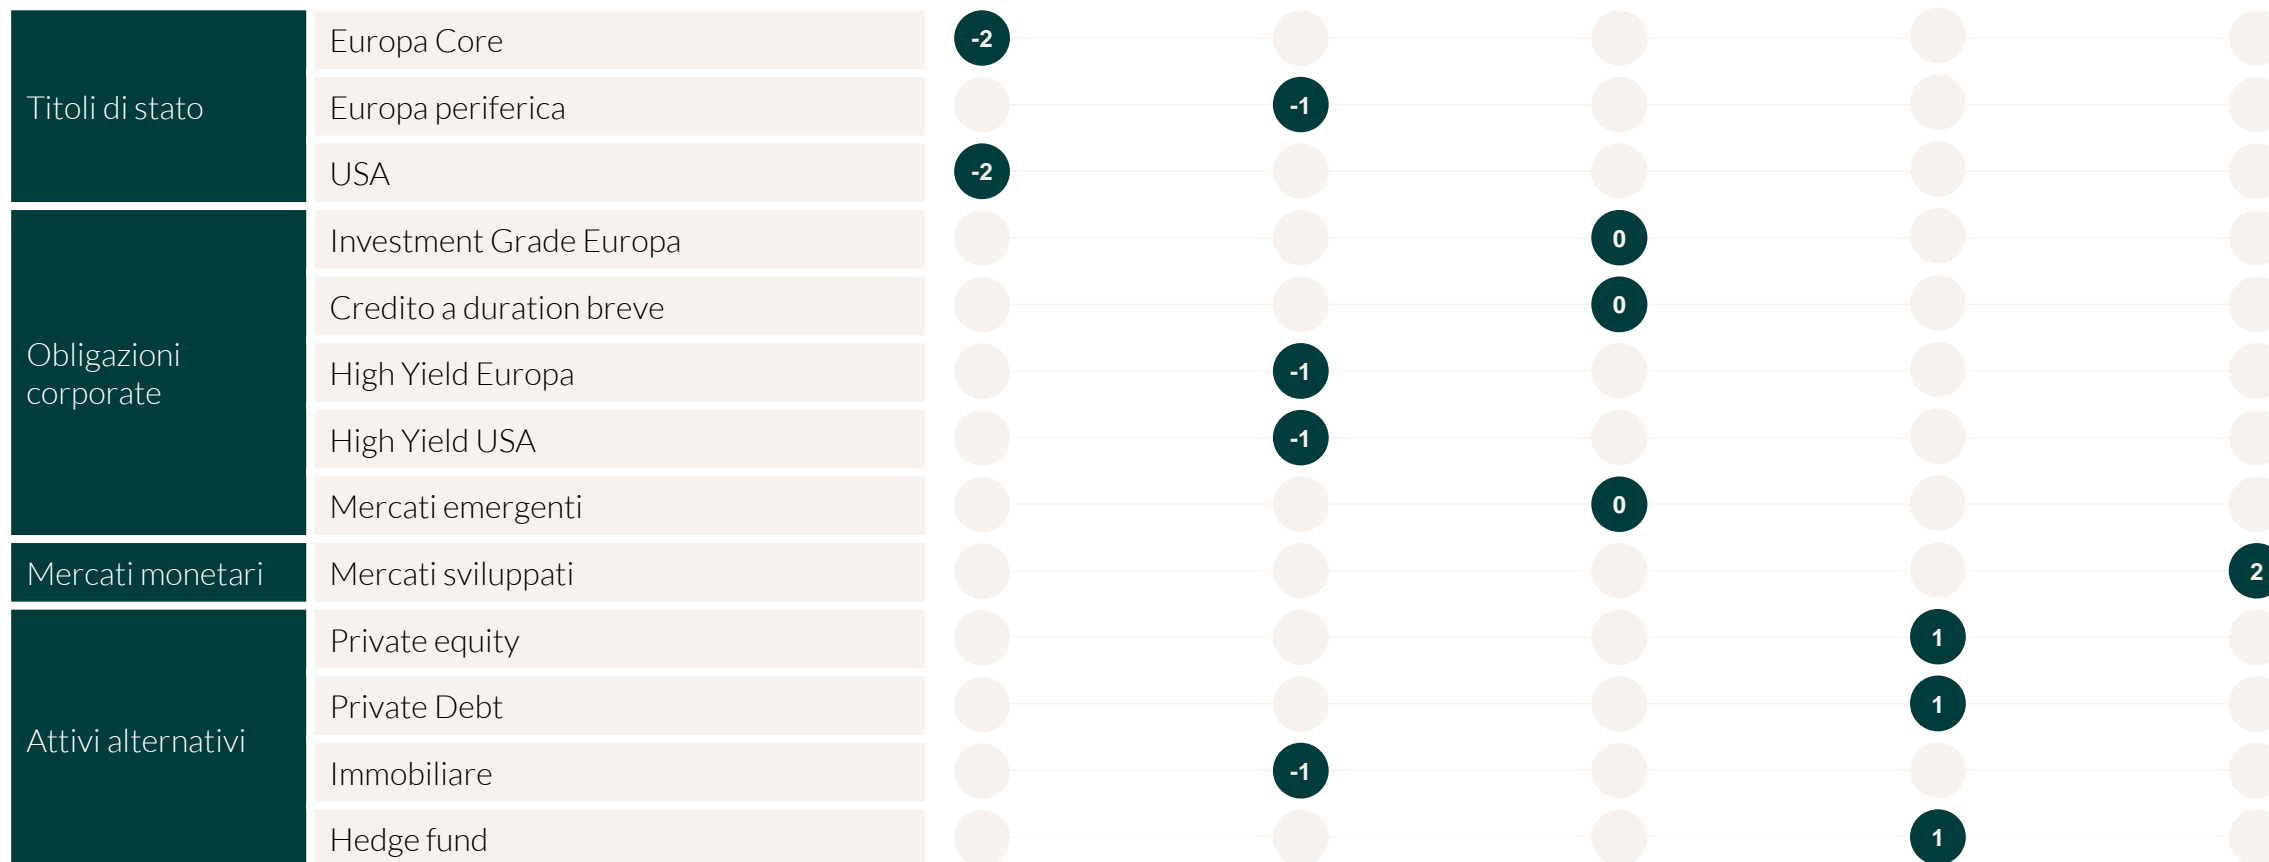 Titoli di stato
Europa Core
-2
Europa periferica
-1
USA
-2
Obbligazioni
corporate
Investment Grade Europa
0
Credito a duration breve
0
High Yield Europa
-1
High Yield USA
-1
Mercati emergenti
0
Mercati monetari
Mercati sviluppati
2
Attivi alternativi
Private equity
1
Private Debt
1
Immobiliare
-1
Hedge fund
1